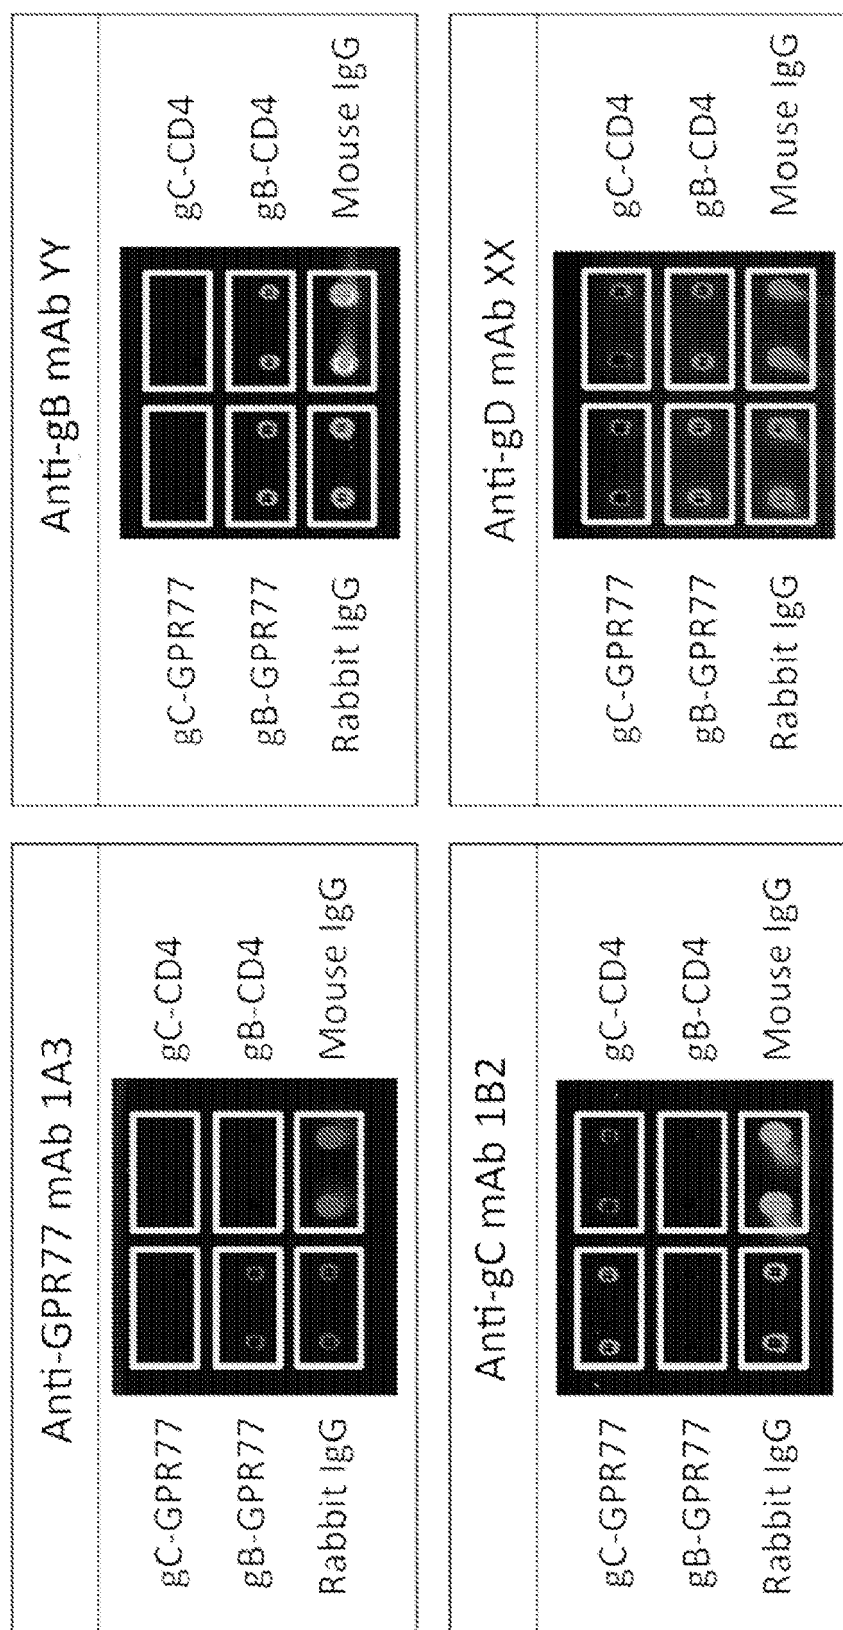 Anti-GPR77 mAb 1A3
gC-GPR77
gC-CD4
gB-GPR77
gB-CD4
Rabbit IgG
Mouse IgG
Anti-gB mAb YY
gC-GPR77
gC-CD4
gB-GPR77
gB-CD4
Rabbit IgG
Mouse IgG
Anti-gC mAb 1B2
gC-GPR77
gC-CD4
gB-GPR77
gB-CD4
Rabbit IgG
Mouse IgG
Anti-gD mAb XX
gC-GPR77
gC-CD4
gB-GPR77
gB-CD4
Rabbit IgG
Mouse IgG